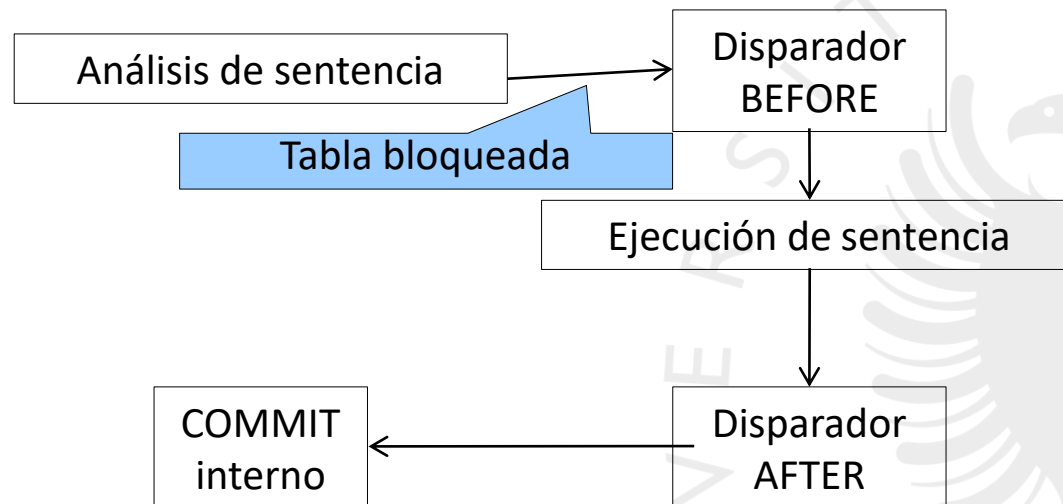 Análisis de sentencia
Disparador
BEFORE
Tabla bloqueada
Ejecución de sentencia
COMMIT
interno
Disparador
AFTER
V E R S I T